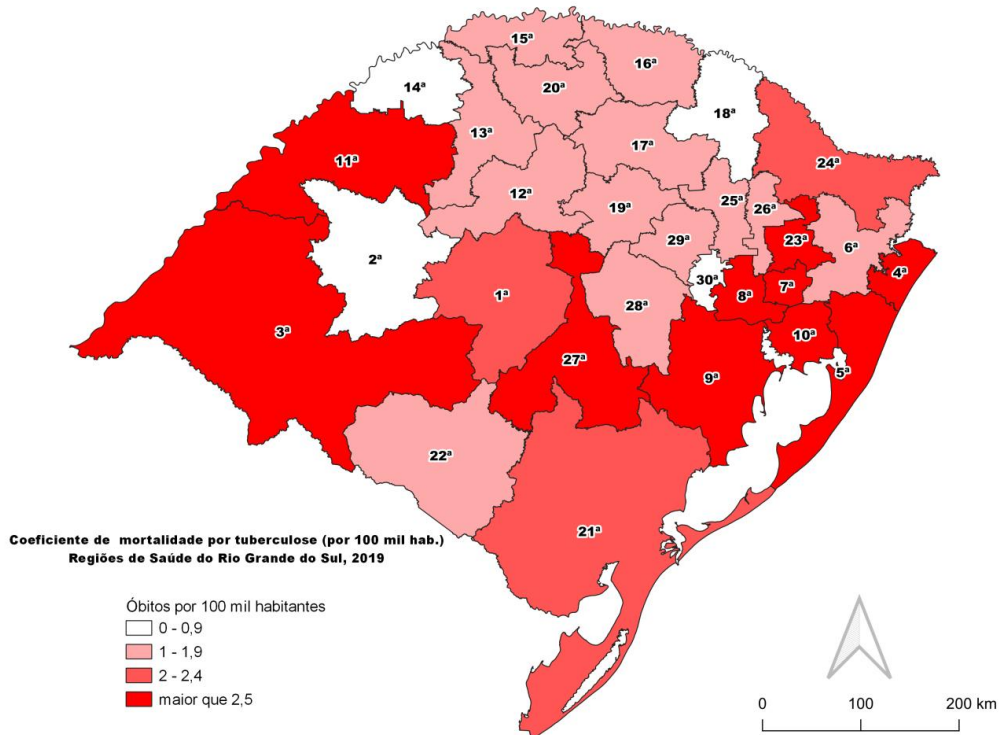 15ª
16ª
14ª
20ª
18ª
13ª
17ª
11ª
24ª
12ª
25ª
26ª
19ª
29ª
23ª
6ª
2ª
4ª
30ª
7ª
8ª
1ª
28ª
3ª
10ª
27ª
5ª
9ª
22ª
21ª
Coeficiente de mortalidade por tuberculose (por 100 mil hab.)
Regiões de Saúde do Rio Grande do Sul, 2019
Óbitos por 100 mil habitantes
0 - 0,9
1 - 1,9
2 - 2,4
maior que 2,5
0 100 200 km